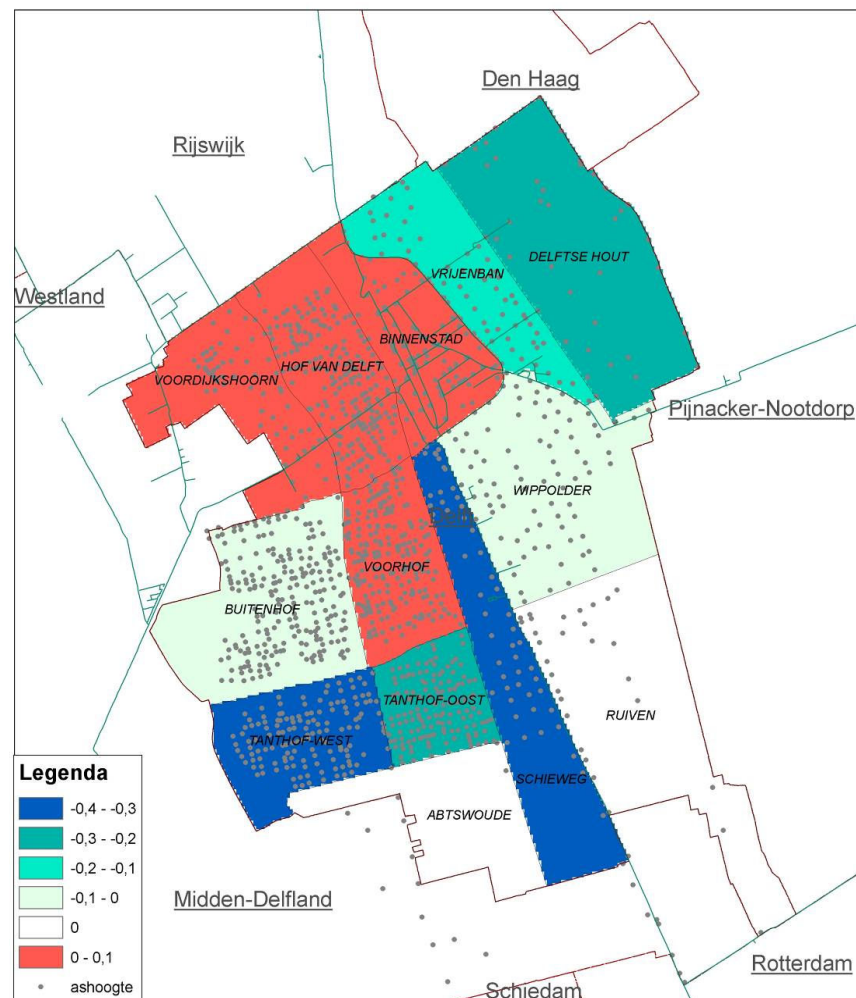 Den Haag
Rijswijk
DELFTSE HOUT
VRIJENBAN
Westland
BINNENSTAD
HOF VAN DELFT
VOORDIJKSHOORN
Pijnacker-Nootdorp
WIPPOLDER
Delft
VOORHOF
BUITENHOF
TANTHOF-OOST
RUIVEN
TANTHOF-WEST
SCHIEWEG
ABTSWOUDE
Legenda
-0,4 - -0,3
-0,3 - -0,2
-0,2 - -0,1
-0,1 - 0
0
0 - 0,1
ashoogte
Midden-Delfland
Rotterdam
Schiedam